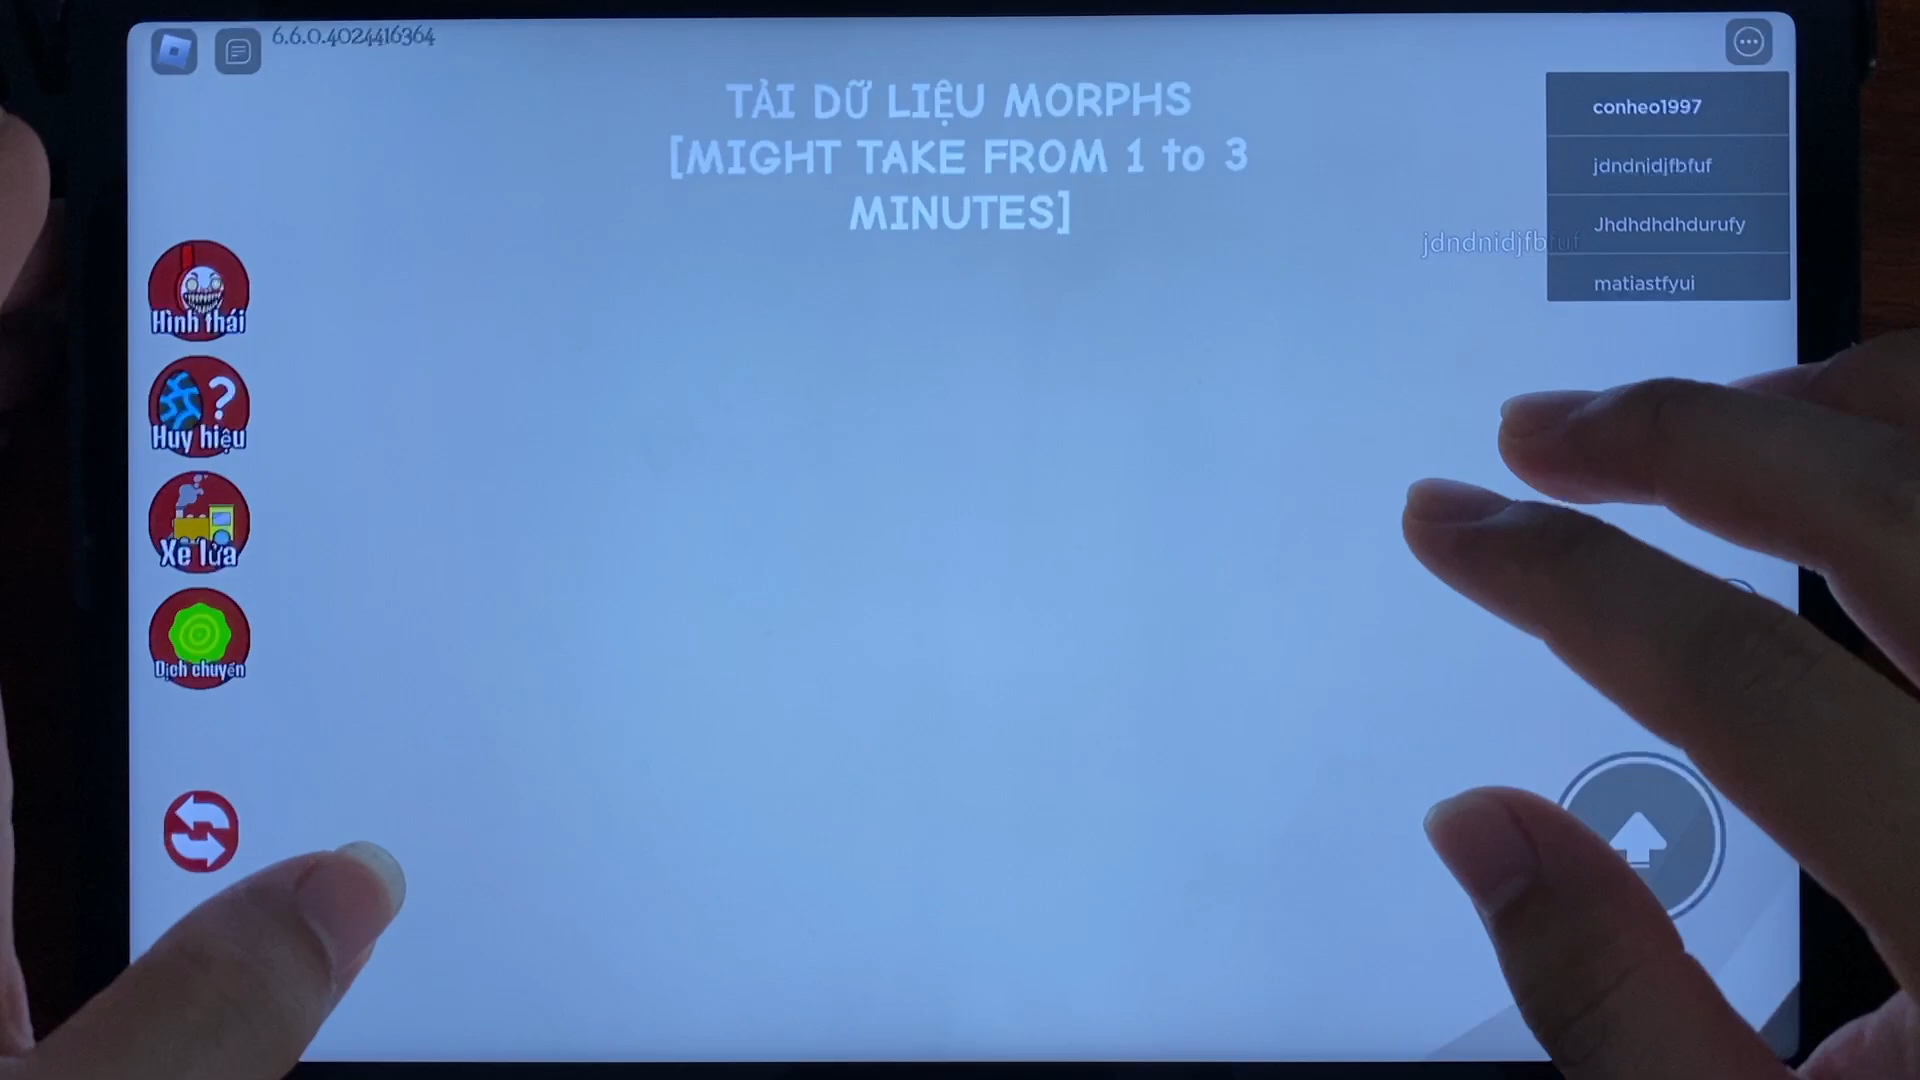 6.6.0.4024416364
TẢI DỮ LIỆU MORPHS
[MIGHT TAKE FROM 1 to 3
MINUTES]
conheo1997
jdndnidjfbfuf
Jhdhdhdhdurufy
jdndnidjfbfuf
matiastfyui
Hình thái
?
Huy hiệu
Xe lửa
Dịch chuyển